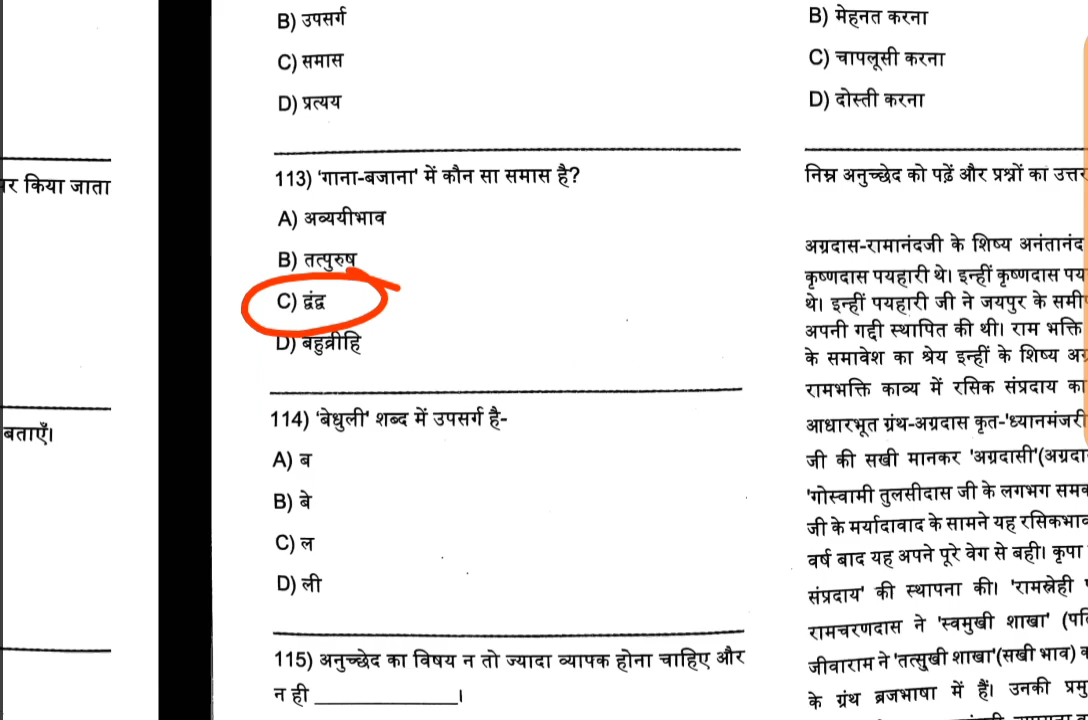 पर किया जाता
बताएँ।
B) उपसर्ग
C) समास
D) प्रत्यय
113) 'गाना-बजाना' में कौन सा समास है?
A) अव्ययीभाव
B) तत्पुरुष
C) द्वंद्व
D) बहुव्रीहि
114) 'बेधुली' शब्द में उपसर्ग है-
A) ब
B) बे
C) ल
D) ली
115) अनुच्छेद का विषय न तो ज्यादा व्यापक होना चाहिए और
न ही ______________।
B) मेहनत करना
C) चापलूसी करना
D) दोस्ती करना
निम्न अनुच्छेद को पढ़ें और प्रश्नों का उत्तर
अग्रदास-रामानंदजी के शिष्य अनंतानंद
कृष्णदास पयहारी थे। इन्हीं कृष्णदास पय
थे। इन्हीं पयहारी जी ने जयपुर के समी
अपनी गद्दी स्थापित की थी। राम भक्ति
के समावेश का श्रेय इन्हीं के शिष्य अग्र
रामभक्ति काव्य में रसिक संप्रदाय का
आधारभूत ग्रंथ-अग्रदास कृत-'ध्यानमंजरी
जी की सखी मानकर 'अग्रदासी'(अग्रदा
'गोस्वामी तुलसीदास जी के लगभग समक
जी के मर्यादावाद के सामने यह रसिकभाव
वर्ष बाद यह अपने पूरे वेग से बही। कृपा
संप्रदाय' की स्थापना की। 'रामस्नेही
रामचरणदास ने 'स्वमुखी शाखा' (पति
जीवाराम ने 'तत्सुखी शाखा'(सखी भाव)
के ग्रंथ ब्रजभाषा में हैं। उनकी प्रमु